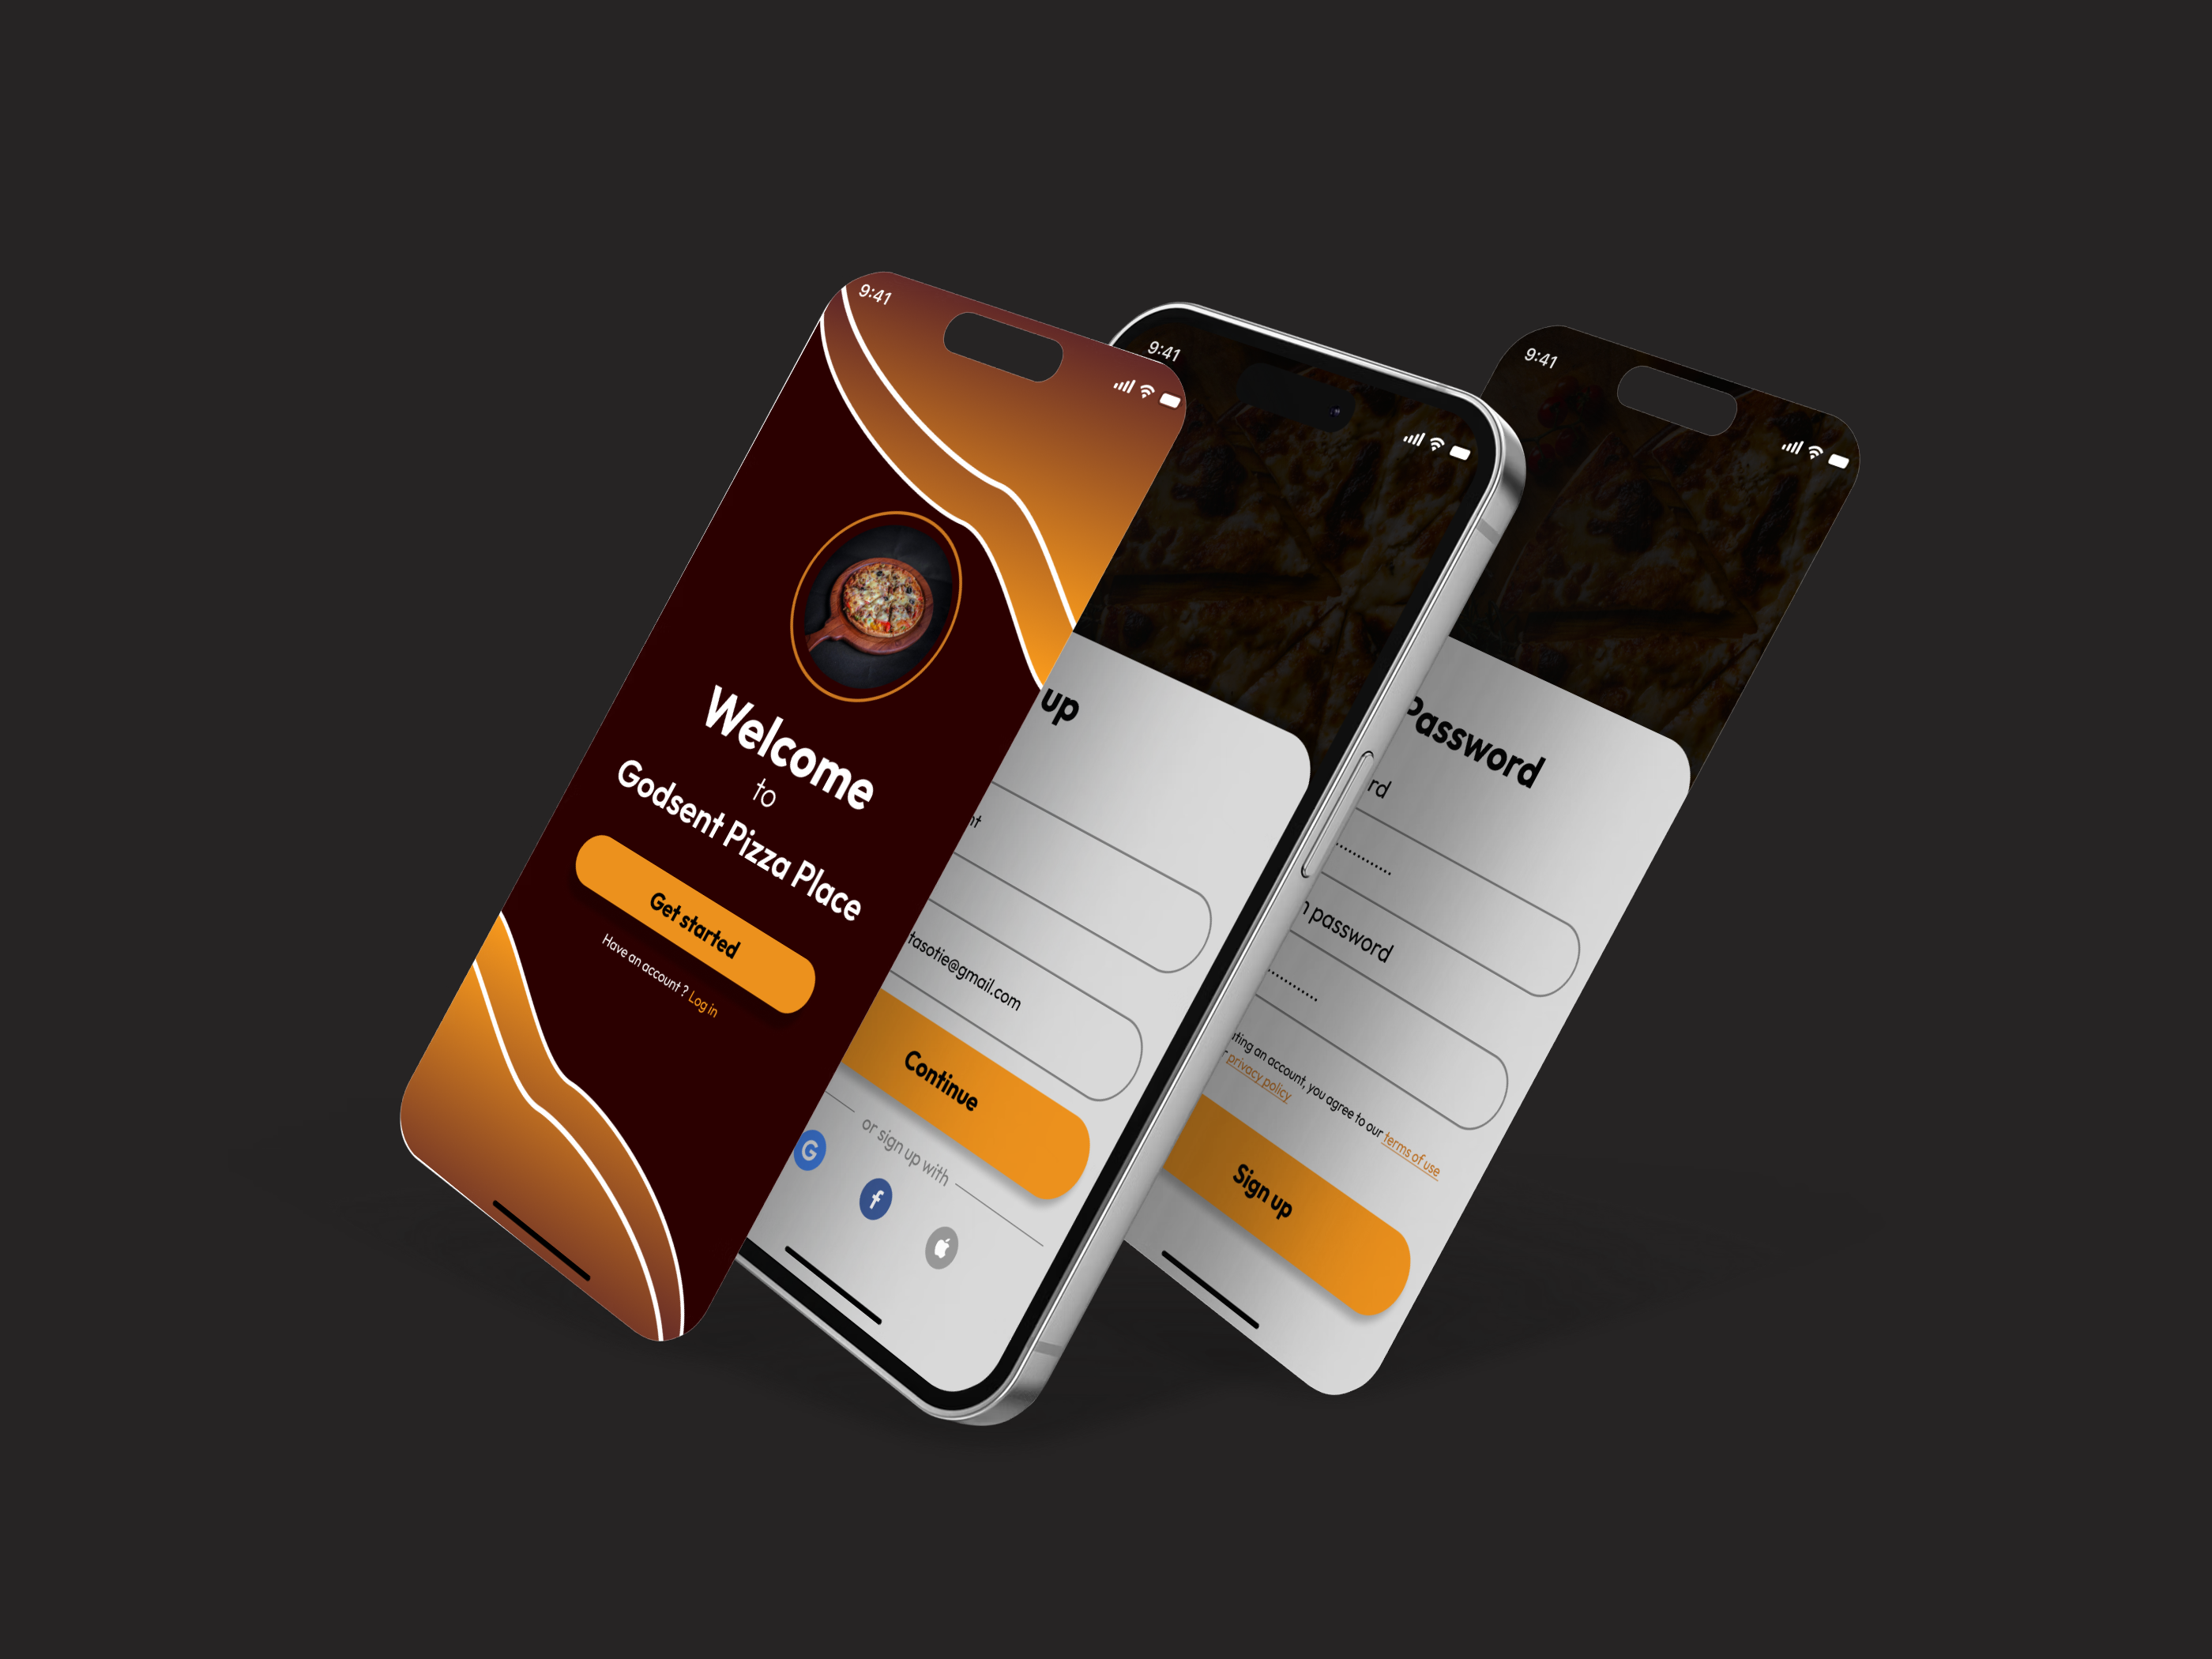 9:41
Welcome
to
Godsent Pizza Place
Get started
Have an account ? Log in
9:41
up
tasotie@gmail.com
Continue
or sign up with
G
f
9:41
Password
rd
password
ting an account, you agree to our terms of use
privacy policy
Sign up